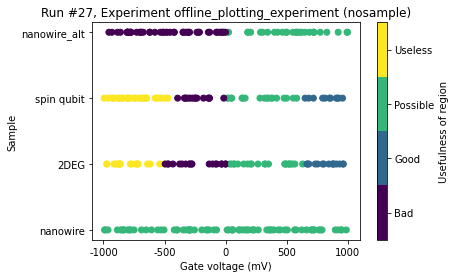 Run #27, Experiment offline_plotting_experiment (nosample)
nanowire_alt
spin qubit
2DEG
nanowire
Sample
-1000 -500 0 500 1000
Gate voltage (mV)
Useless
Possible
Good
Bad
Usefulness of region